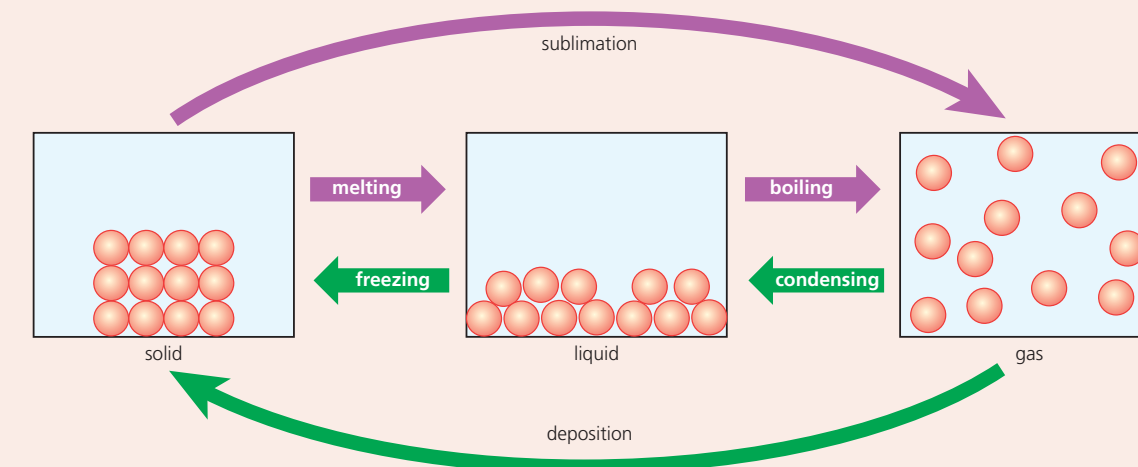 sublimation
melting
boiling
freezing
condensing
solid
liquid
gas
deposition